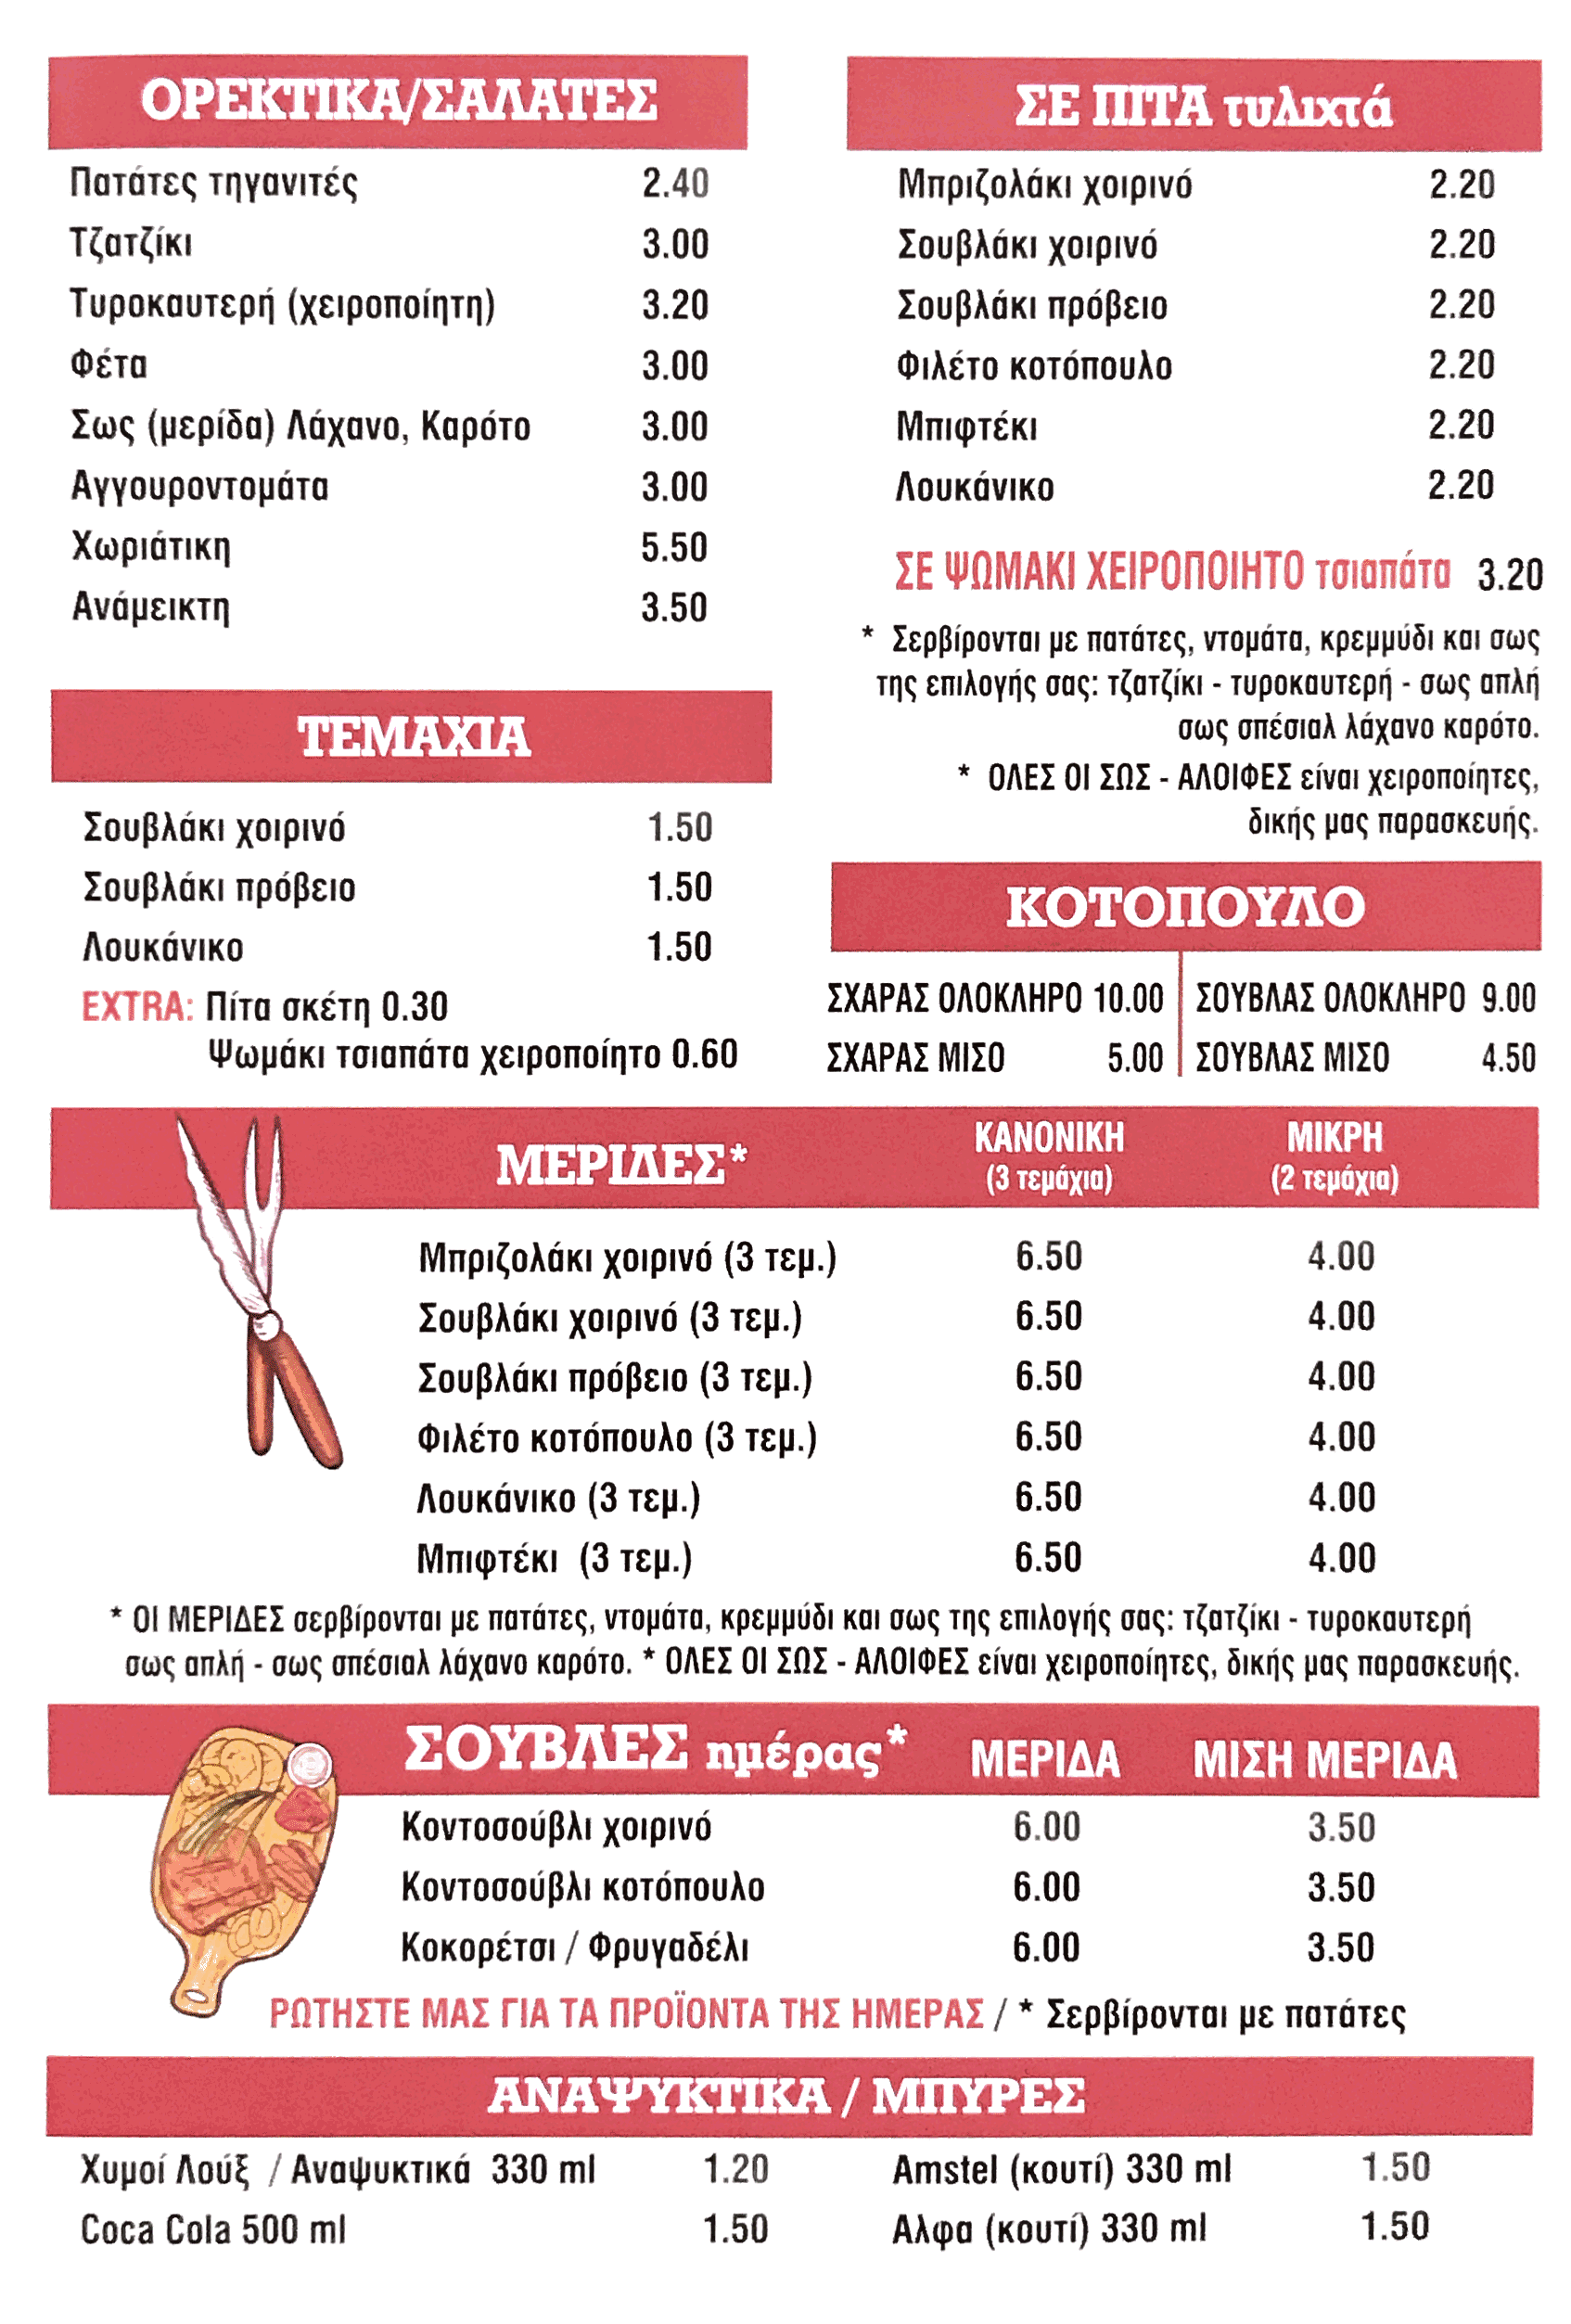 ΟΡΕΚΤΙΚΑ/ΣΑΛΑΤΕΣ
Πατάτες τηγανιτές 2.40
Τζατζίκι 3.00
Τυροκαυτερή (χειροποίητη) 3.20
Φέτα 3.00
Σως (μερίδα) Λάχανο, Καρότο 3.00
Αγγουροντομάτα 3.00
Χωριάτικη 5.50
Ανάμεικτη 3.50
ΤΕΜΑΧΙΑ
Σουβλάκι χοιρινό 1.50
Σουβλάκι πρόβειο 1.50
Λουκάνικο 1.50
EXTRA: Πίτα σκέτη 0.30
Ψωμάκι τσιαπάτα χειροποίητο 0.60
ΣΕ ΠΙΤΑ τυλιχτά
Μπριζολάκι χοιρινό 2.20
Σουβλάκι χοιρινό 2.20
Σουβλάκι πρόβειο 2.20
Φιλέτο κοτόπουλο 2.20
Μπιφτέκι 2.20
Λουκάνικο 2.20
ΣΕ ΨΩΜΑΚΙ ΧΕΙΡΟΠΟΙΗΤΟ τσιαπάτα 3.20
* Σερβίρονται με πατάτες, ντομάτα, κρεμμύδι και σως
της επιλογής σας: τζατζίκι - τυροκαυτερή - σως απλή
σως σπέσιαλ λάχανο καρότο.
* ΟΛΕΣ ΟΙ ΣΩΣ - ΑΛΟΙΦΕΣ είναι χειροποίητες,
δικής μας παρασκευής.
ΚΟΤΟΠΟΥΛΟ
ΣΧΑΡΑΣ ΟΛΟΚΛΗΡΟ 10.00 ΣΟΥΒΛΑΣ ΟΛΟΚΛΗΡΟ 9.00
ΣΧΑΡΑΣ ΜΙΣΟ 5.00 ΣΟΥΒΛΑΣ ΜΙΣΟ 4.50
ΜΕΡΙΔΕΣ* ΚΑΝΟΝΙΚΗ ΜΙΚΡΗ
(3 τεμάχια) (2 τεμάχια)
Μπριζολάκι χοιρινό (3 τεμ.) 6.50 4.00
Σουβλάκι χοιρινό (3 τεμ.) 6.50 4.00
Σουβλάκι πρόβειο (3 τεμ.) 6.50 4.00
Φιλέτο κοτόπουλο (3 τεμ.) 6.50 4.00
Λουκάνικο (3 τεμ.) 6.50 4.00
Μπιφτέκι (3 τεμ.) 6.50 4.00
* ΟΙ ΜΕΡΙΔΕΣ σερβίρονται με πατάτες, ντομάτα, κρεμμύδι και σως της επιλογής σας: τζατζίκι - τυροκαυτερή
σως απλή - σως σπέσιαλ λάχανο καρότο. * ΟΛΕΣ ΟΙ ΣΩΣ - ΑΛΟΙΦΕΣ είναι χειροποίητες, δικής μας παρασκευής.
ΣΟΥΒΛΕΣ ημέρας* ΜΕΡΙΔΑ ΜΙΣΗ ΜΕΡΙΔΑ
Κοντοσούβλι χοιρινό 6.00 3.50
Κοντοσούβλι κοτόπουλο 6.00 3.50
Κοκορέτσι / Φρυγαδέλι 6.00 3.50
ΡΩΤΗΣΤΕ ΜΑΣ ΓΙΑ ΤΑ ΠΡΟΪΟΝΤΑ ΤΗΣ ΗΜΕΡΑΣ / * Σερβίρονται με πατάτες
ΑΝΑΨΥΚΤΙΚΑ / ΜΠΥΡΕΣ
Χυμοί Λούξ / Αναψυκτικά 330 ml 1.20
Coca Cola 500 ml 1.50
Amstel (κουτί) 330 ml 1.50
Αλφα (κουτί) 330 ml 1.50